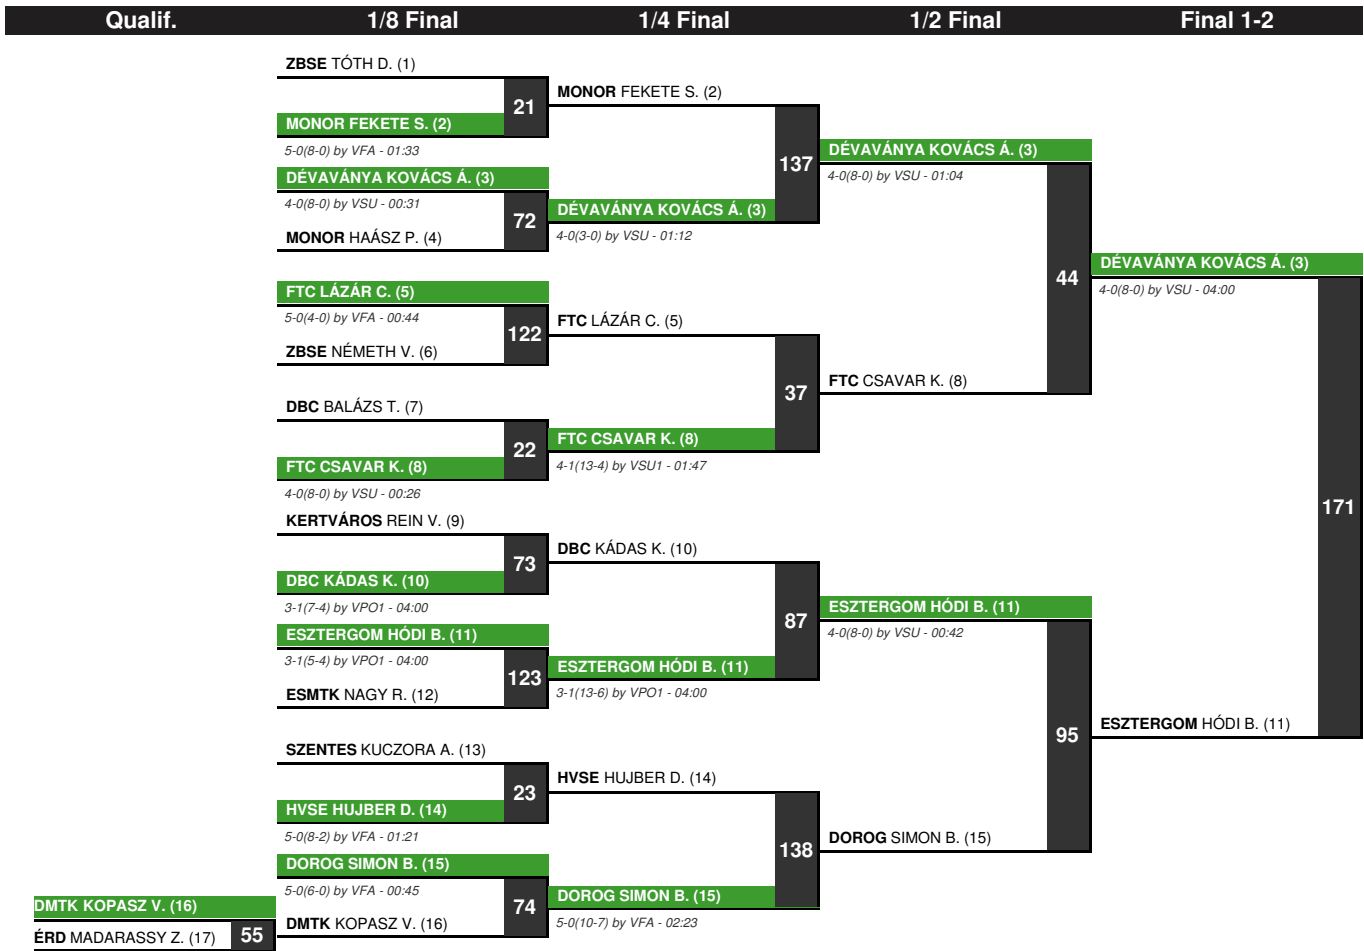 Qualif. 1/8 Final 1/4 Final 1/2 Final Final 1-2
ZBSE TÓTH D. (1)
21
MONOR FEKETE S. (2)
5-0(8-0) by VFA - 01:33
DÉVAVÁNYA KOVÁCS Á. (3)
4-0(8-0) by VSU - 00:31
72
MONOR HAÁSZ P. (4)
FTC LÁZÁR C. (5)
5-0(4-0) by VFA - 00:44
122
ZBSE NÉMETH V. (6)
DBC BALÁZS T. (7)
22
FTC CSAVAR K. (8)
4-0(8-0) by VSU - 00:26
KERTVÁROS REIN V. (9)
73
DBC KÁDAS K. (10)
3-1(7-4) by VPO1 - 04:00
ESZTERGOM HÓDI B. (11)
3-1(5-4) by VPO1 - 04:00
123
ESMTK NAGY R. (12)
SZENTES KUCZORA A. (13)
23
HVSE HUJBER D. (14)
5-0(8-2) by VFA - 01:21
DOROG SIMON B. (15)
5-0(6-0) by VFA - 00:45
74
DMTK KOPASZ V. (16)
DMTK KOPASZ V. (16)
ÉRD MADARASSY Z. (17)
55
MONOR FEKETE S. (2)
137
DÉVAVÁNYA KOVÁCS Á. (3)
4-0(3-0) by VSU - 01:12
FTC LÁZÁR C. (5)
37
FTC CSAVAR K. (8)
4-1(13-4) by VSU1 - 01:47
DBC KÁDAS K. (10)
87
ESZTERGOM HÓDI B. (11)
3-1(13-6) by VPO1 - 04:00
HVSE HUJBER D. (14)
138
DOROG SIMON B. (15)
5-0(10-7) by VFA - 02:23
DÉVAVÁNYA KOVÁCS Á. (3)
4-0(8-0) by VSU - 01:04
44
FTC CSAVAR K. (8)
ESZTERGOM HÓDI B. (11)
4-0(8-0) by VSU - 00:42
95
DOROG SIMON B. (15)
DÉVAVÁNYA KOVÁCS Á. (3)
4-0(8-0) by VSU - 04:00
171
ESZTERGOM HÓDI B. (11)